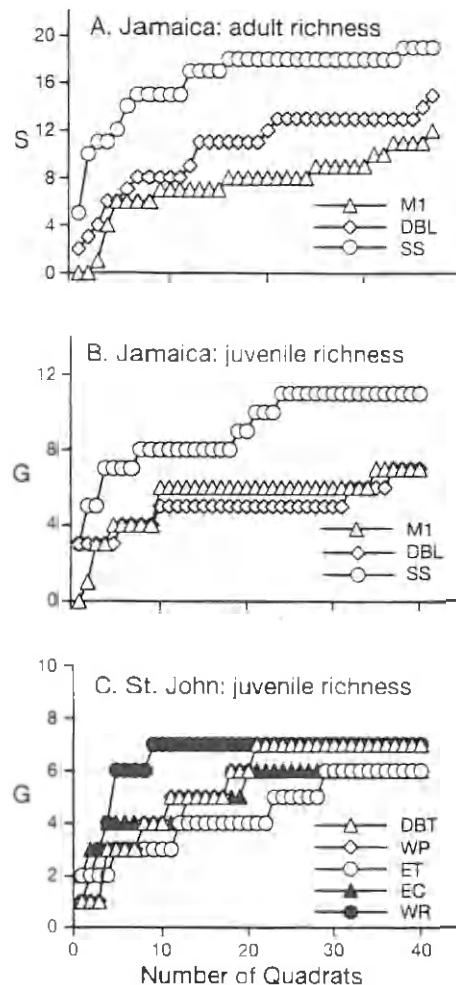 A. Jamaica: adult richness
20
16
12
8
4
0
S
M1
DBL
SS
B. Jamaica: juvenile richness
12
8
4
0
G
M1
DBL
SS
C. St. John: juvenile richness
10
8
6
4
2
0
G
DBT
WP
ET
EC
WR
0 10 20 30 40
Number of Quadrats